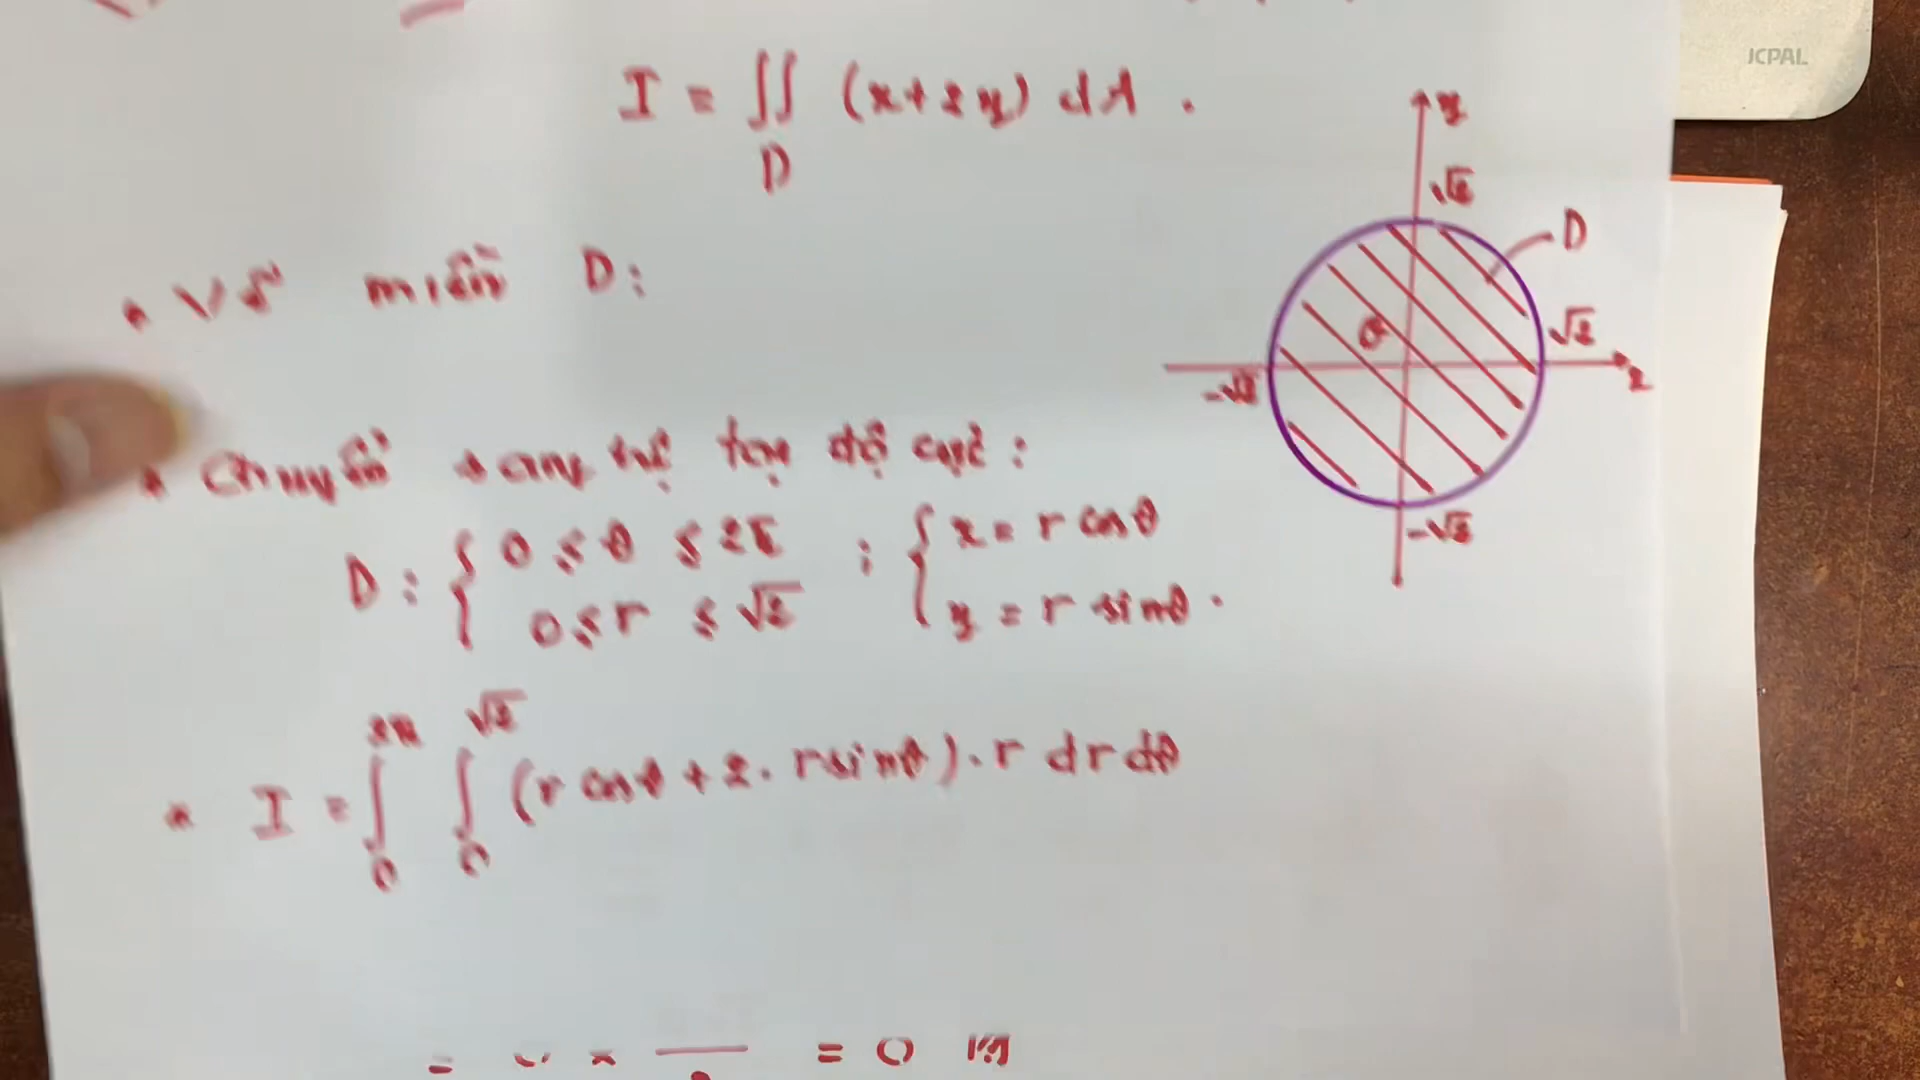 JCPAL
I = ∬ (x+2y) dA .
D
* Vẽ miền D:
y
√2
D
O
√2
-√2
x
-√2
* Chuyển sang hệ tọa độ cực :
D : { 0 ≤ θ ≤ 2π ; { x = r cosθ
0 ≤ r ≤ √2 y = r sinθ .
2π √2
* I = ∫ ∫ (r cosθ + 2 . r sinθ) . r dr dθ
0 0
= 0